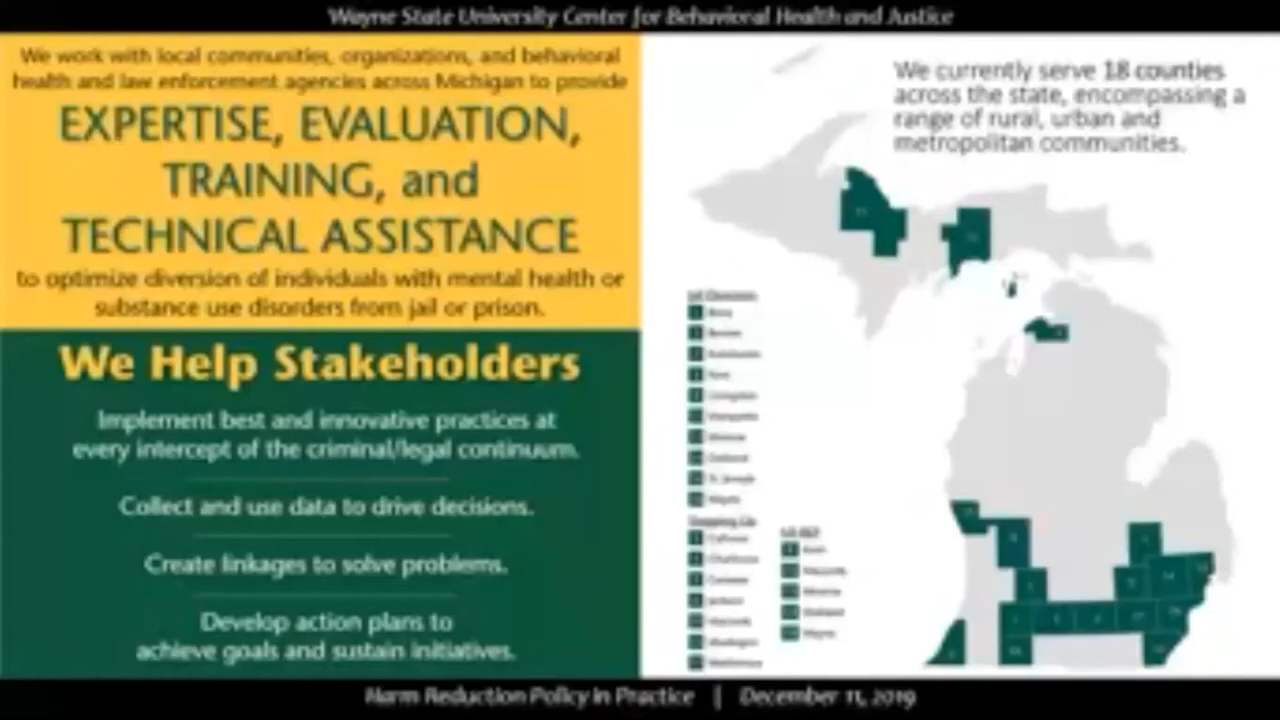 Wayne State University Center for Behavioral Health and Justice
We work with local communities, organizations, and behavioral
health and law enforcement agencies across Michigan to provide
EXPERTISE, EVALUATION,
TRAINING, and
TECHNICAL ASSISTANCE
to optimize diversion of individuals with mental health or
substance use disorders from jail or prison.
We Help Stakeholders
Implement best and innovative practices at
every intercept of the criminal/legal continuum.
Collect and use data to drive decisions.
Create linkages to solve problems.
Develop action plans to
achieve goals and sustain initiatives.
We currently serve 18 counties
across the state, encompassing a
range of rural, urban and
metropolitan communities.
Barry
Kent
Livingston
Marquette
Monroe
Oakland
St. Joseph
Wayne
Calhoun
Charlevoix
Jackson
Macomb
Muskegon
Kent
Macomb
Monroe
Oakland
Wayne
Harm Reduction Policy in Practice | December 11, 2019